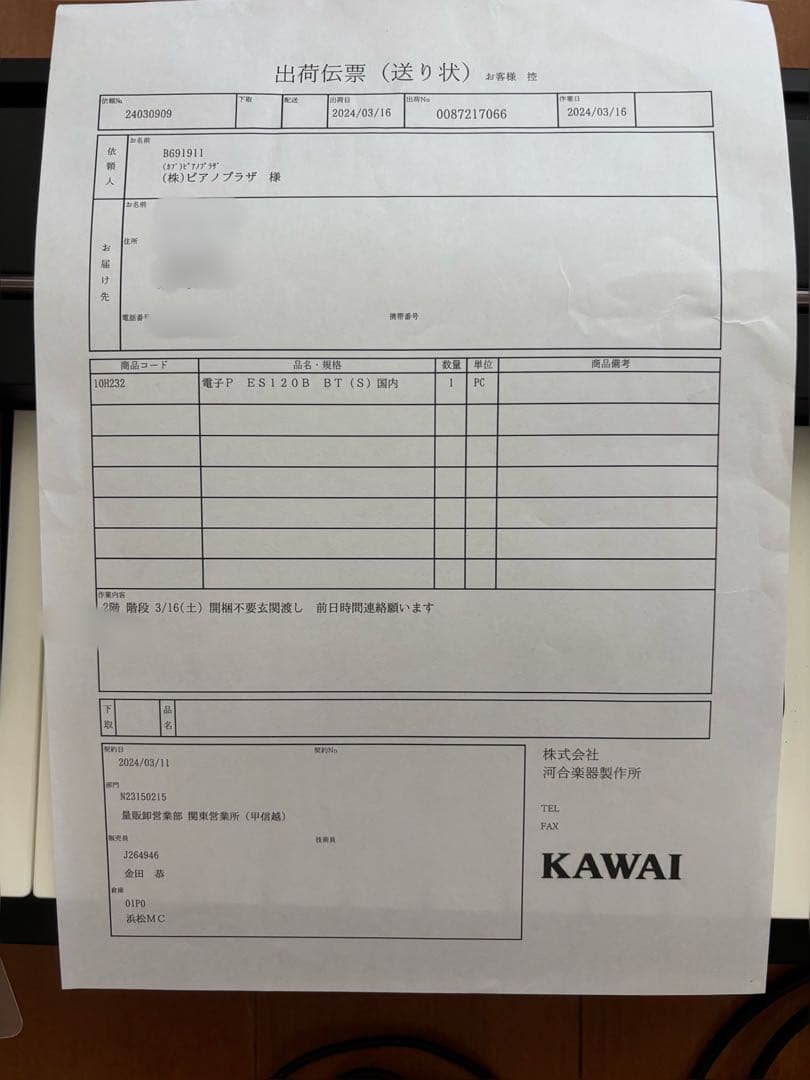 出荷伝票（送り状）お客様 控
依頼No. 下取 配送 出荷日 出荷No 作業日
24030909 2024/03/16 0087217066 2024/03/16
依頼人
お名前
B691911
(ｶﾌﾞ)ﾋﾟｱﾉﾌﾟﾗｻﾞ
(株)ピアノプラザ 様
お届け先
お名前
住所
電話番号 携帯番号
商品コード 品名・規格 数量 単位 商品備考
10H232 電子P ES120B BT(S)国内 1 PC
作業内容
2階 階段 3/16(土) 開梱不要玄関渡し 前日時間連絡願います
下取 品名
契約日 契約No
2024/03/11
部門
N23150215
量販卸営業部 関東営業所（甲信越）
販売員 技術員
J264946
金田 恭
倉庫
01P0
浜松MC
株式会社
河合楽器製作所
TEL
FAX
KAWAI